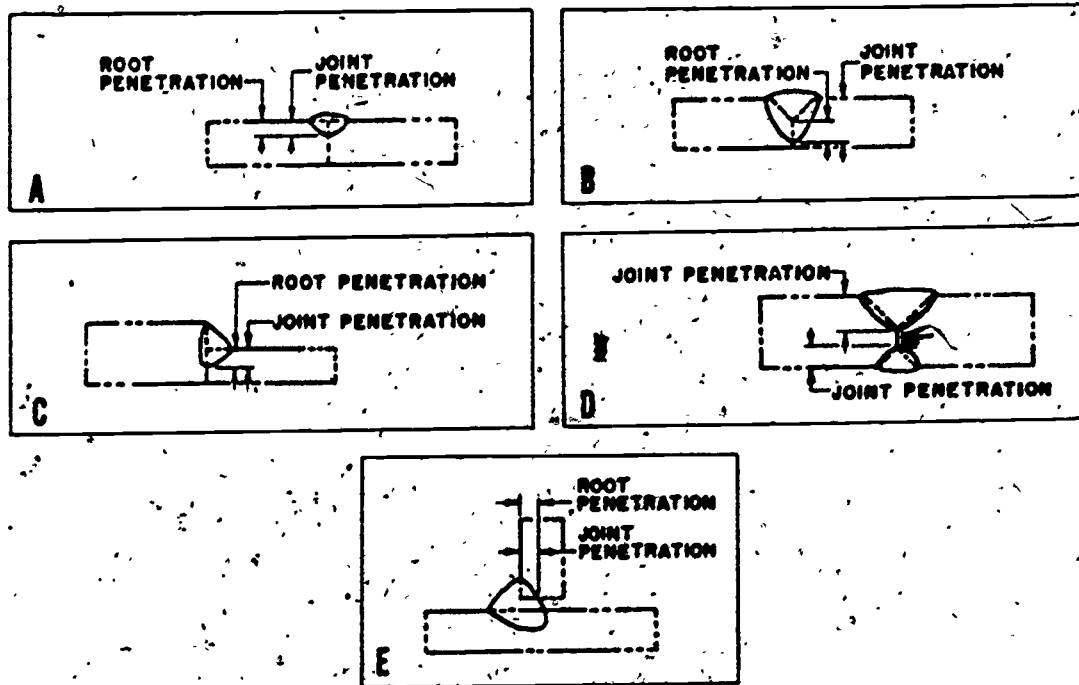 ROOT
PENETRATION
JOINT
PENETRATION
A
ROOT
PENETRATION
JOINT
PENETRATION
B
ROOT PENETRATION
JOINT PENETRATION
C
JOINT PENETRATION
JOINT PENETRATION
D
ROOT
PENETRATION
JOINT
PENETRATION
E